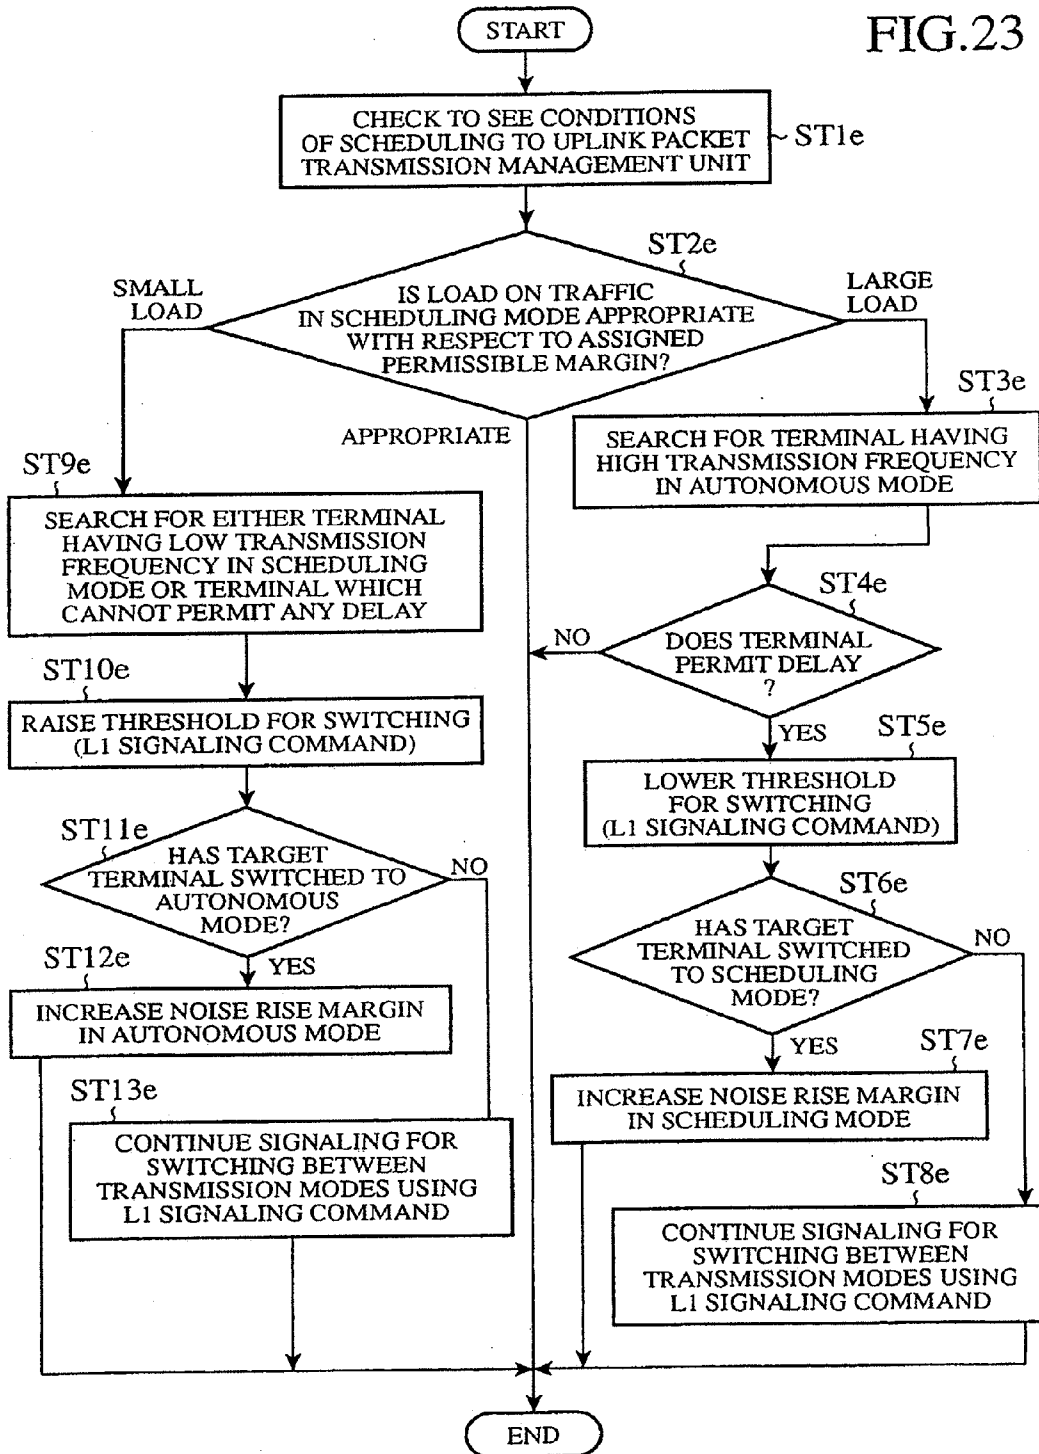 START
FIG.23
CHECK TO SEE CONDITIONS
OF SCHEDULING TO UPLINK PACKET
TRANSMISSION MANAGEMENT UNIT
ST1e
ST2e
SMALL
LOAD
IS LOAD ON TRAFFIC
IN SCHEDULING MODE APPROPRIATE
WITH RESPECT TO ASSIGNED
PERMISSIBLE MARGIN?
LARGE
LOAD
APPROPRIATE
ST3e
SEARCH FOR TERMINAL HAVING
HIGH TRANSMISSION FREQUENCY
IN AUTONOMOUS MODE
ST9e
SEARCH FOR EITHER TERMINAL
HAVING LOW TRANSMISSION
FREQUENCY IN SCHEDULING
MODE OR TERMINAL WHICH
CANNOT PERMIT ANY DELAY
ST4e
NO
DOES TERMINAL
PERMIT DELAY
?
YES
ST10e
RAISE THRESHOLD FOR SWITCHING
(L1 SIGNALING COMMAND)
ST5e
LOWER THRESHOLD
FOR SWITCHING
(L1 SIGNALING COMMAND)
ST11e
HAS TARGET
TERMINAL SWITCHED TO
AUTONOMOUS
MODE?
NO
YES
ST6e
HAS TARGET
TERMINAL SWITCHED
TO SCHEDULING
MODE?
NO
YES
ST12e
INCREASE NOISE RISE MARGIN
IN AUTONOMOUS MODE
ST7e
INCREASE NOISE RISE MARGIN
IN SCHEDULING MODE
ST13e
CONTINUE SIGNALING FOR
SWITCHING BETWEEN
TRANSMISSION MODES USING
L1 SIGNALING COMMAND
ST8e
CONTINUE SIGNALING FOR
SWITCHING BETWEEN
TRANSMISSION MODES USING
L1 SIGNALING COMMAND
END